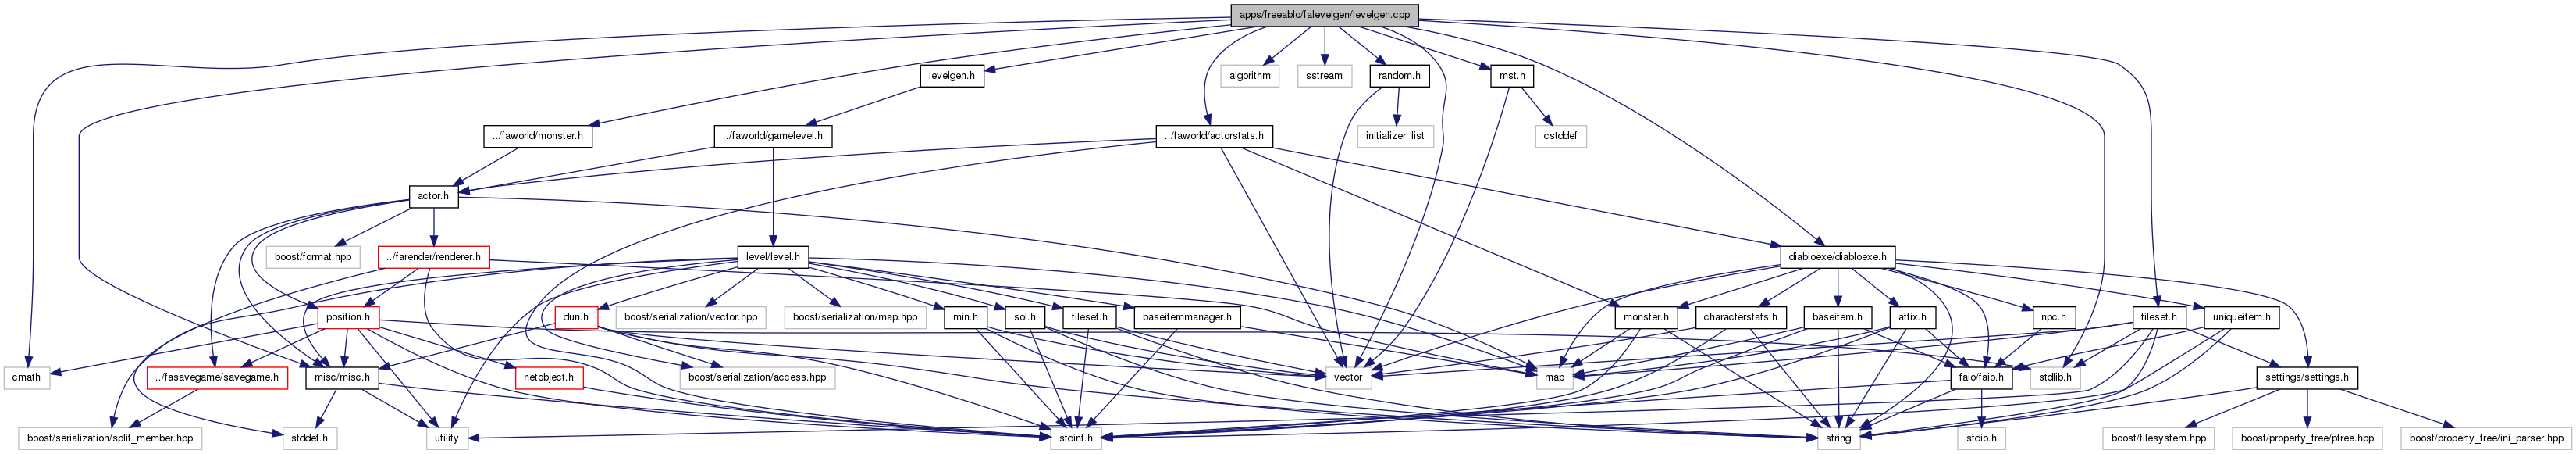 apps/freeablo/falevelgen/levelgen.cpp
levelgen.h
algorithm
sstream
random.h
mst.h
../faworld/monster.h
../faworld/gamelevel.h
../faworld/actorstats.h
initializer_list
cstddef
actor.h
boost/format.hpp
../farender/renderer.h
level/level.h
diabloexe/diabloexe.h
position.h
dun.h
boost/serialization/vector.hpp
boost/serialization/map.hpp
min.h
sol.h
tileset.h
baseitemmanager.h
monster.h
characterstats.h
baseitem.h
affix.h
npc.h
tileset.h
uniqueitem.h
cmath
../fasavegame/savegame.h
misc/misc.h
netobject.h
boost/serialization/access.hpp
vector
map
faio/faio.h
stdlib.h
settings/settings.h
boost/serialization/split_member.hpp
stddef.h
utility
stdint.h
string
stdio.h
boost/filesystem.hpp
boost/property_tree/ptree.hpp
boost/property_tree/ini_parser.hpp